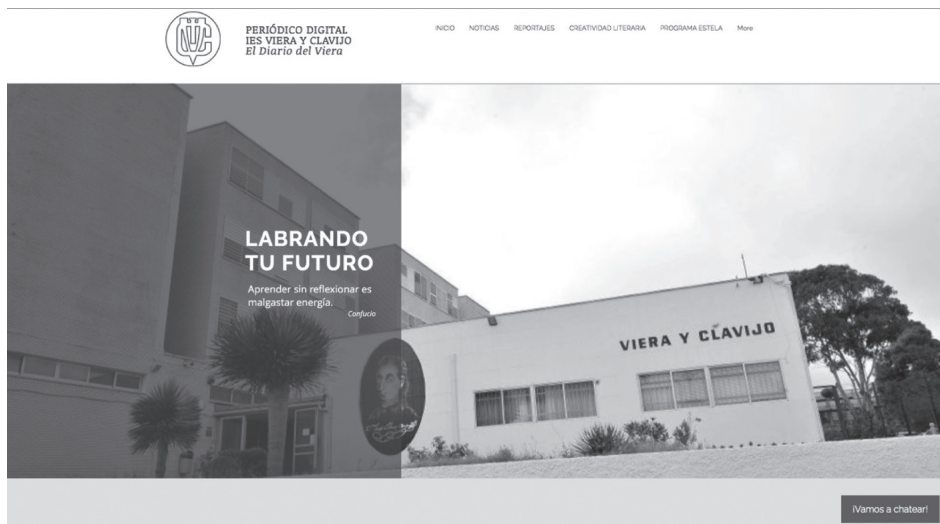 PERIÓDICO DIGITAL
IES VIERA Y CLAVIJO
El Diario del Viera
INICIO NOTICIAS REPORTAJES CREATIVIDAD LITERARIA PROGRAMA ESTELA More
LABRANDO
TU FUTURO
Aprender sin reflexionar es
malgastar energía.
Confucio
VIERA Y CLAVIJO
¡Vamos a chatear!